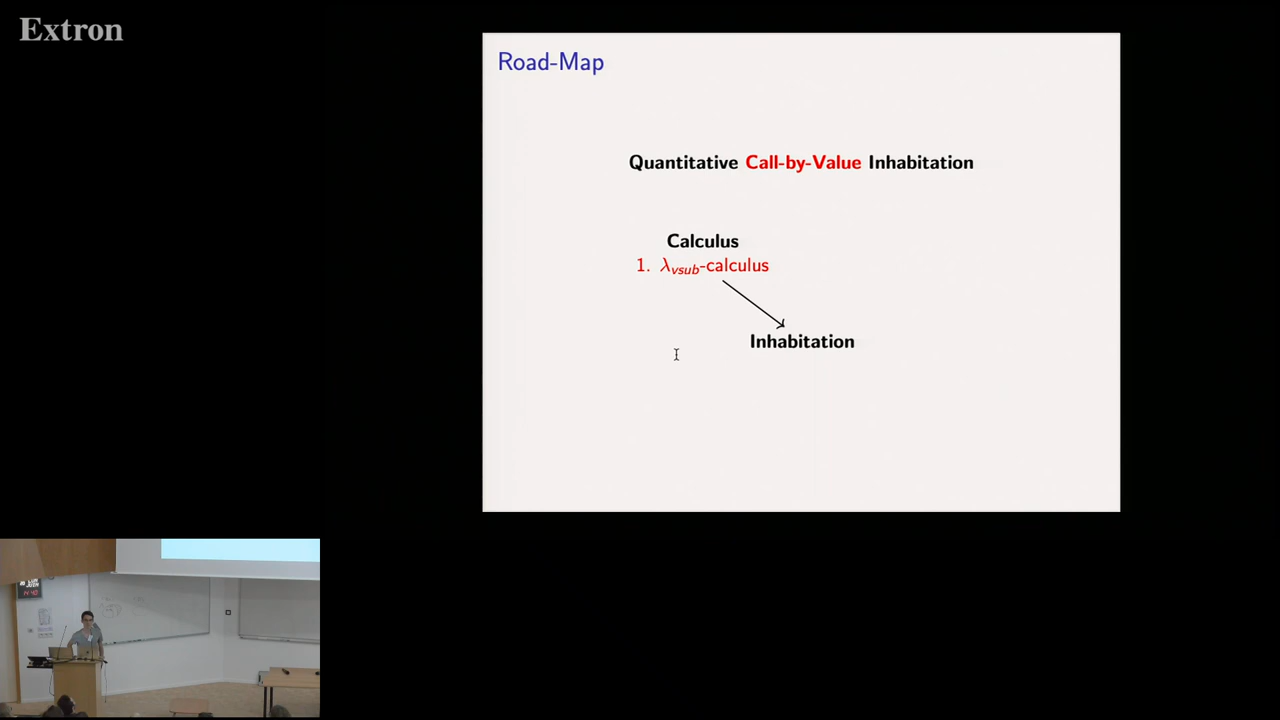 Extron
Road-Map
Quantitative Call-by-Value Inhabitation
Calculus
1. λvsub-calculus
Inhabitation